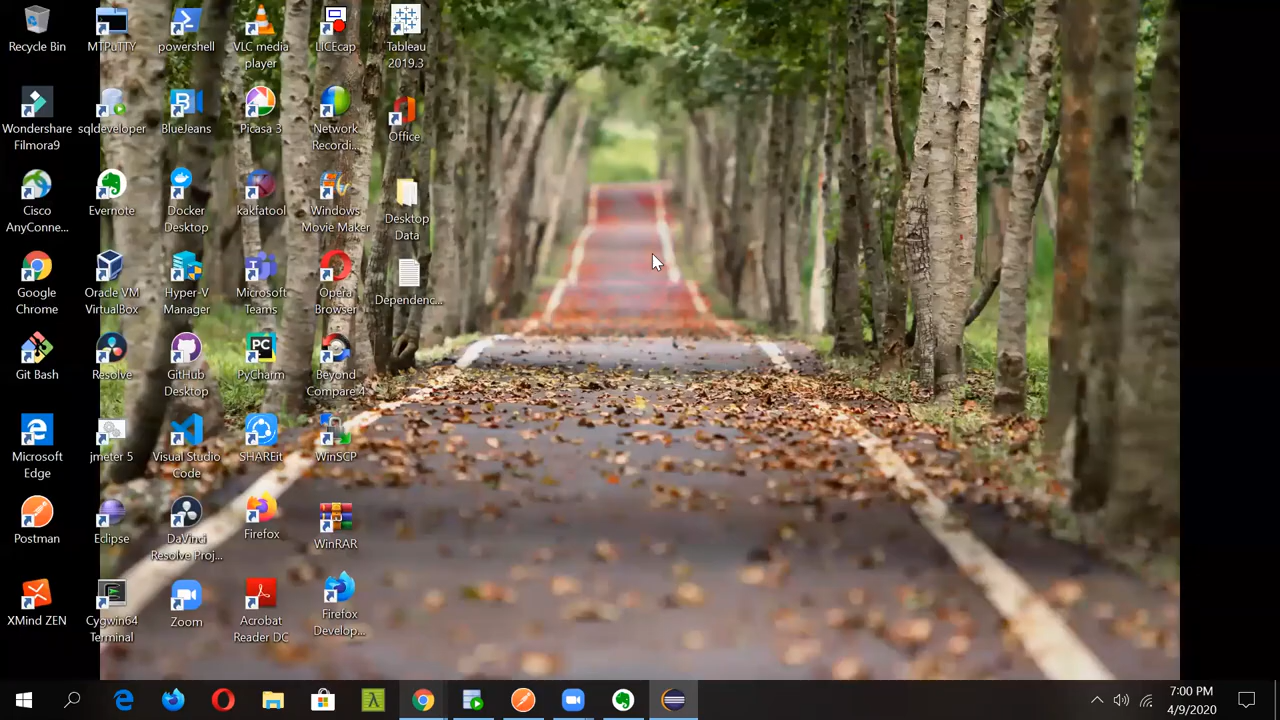 Recycle Bin
MTPuTTY
powershell
VLC media
player
LICEcap
Tableau
2019.3
Wondershare
Filmora9
sqldeveloper
BlueJeans
Picasa 3
Network
Recordi...
Office
Cisco
AnyConne...
Evernote
Docker
Desktop
kakfatool
Windows
Movie Maker
Desktop
Data
Google
Chrome
Oracle VM
VirtualBox
Hyper-V
Manager
Microsoft
Teams
Opera
Browser
Dependenc...
Git Bash
Resolve
GitHub
Desktop
PC
PyCharm
Beyond
Compare 4
Microsoft
Edge
jmeter 5
Visual Studio
Code
SHAREit
WinSCP
Postman
Eclipse
DaVinci
Resolve Proj...
Firefox
WinRAR
XMind ZEN
Cygwin64
Terminal
Zoom
Acrobat
Reader DC
Firefox
Develop...
7:00 PM
4/9/2020